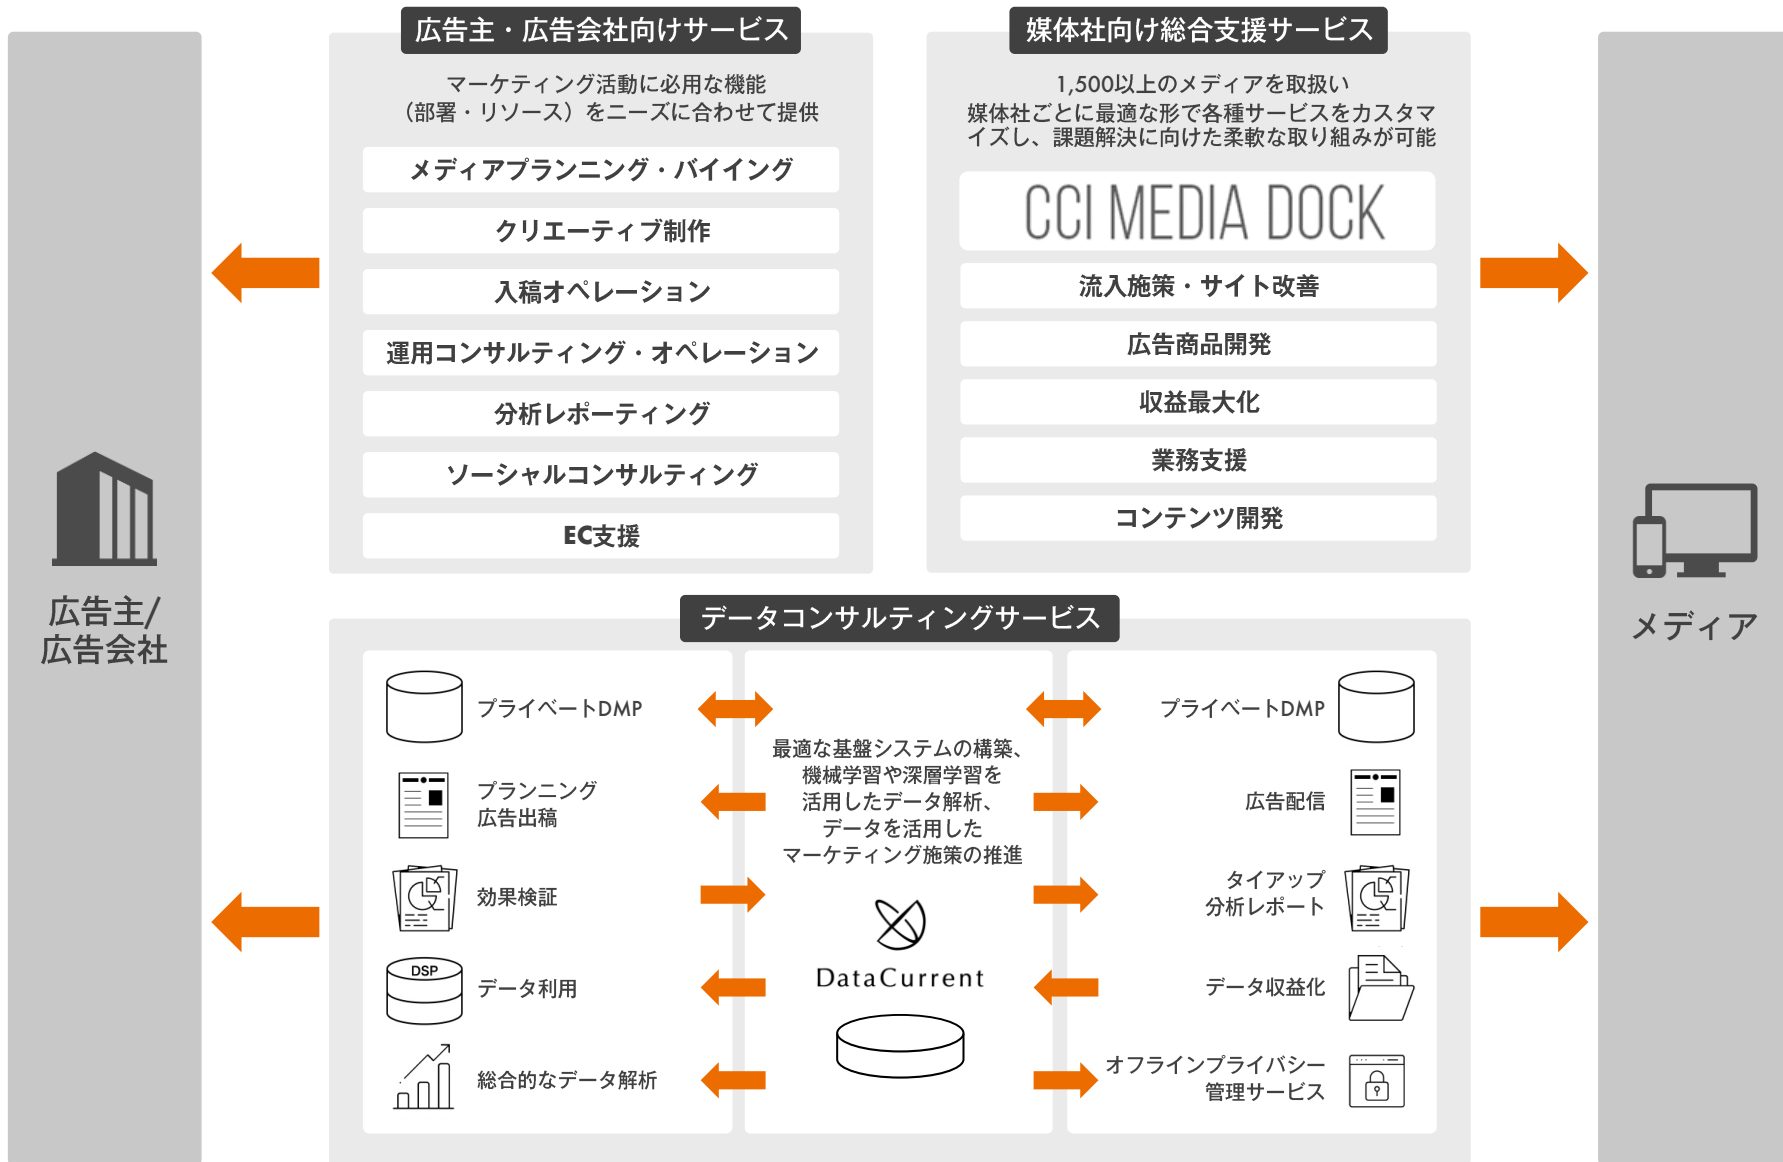 広告主・広告会社向けサービス
マーケティング活動に必用な機能
（部署・リソース）をニーズに合わせて提供
メディアプランニング・バイイング
クリエーティブ制作
入稿オペレーション
運用コンサルティング・オペレーション
分析レポーティング
ソーシャルコンサルティング
EC支援
媒体社向け総合支援サービス
1,500以上のメディアを取扱い
媒体社ごとに最適な形で各種サービスをカスタマ
イズし、課題解決に向けた柔軟な取り組みが可能
CCI MEDIA DOCK
流入施策・サイト改善
広告商品開発
収益最大化
業務支援
コンテンツ開発
広告主/
広告会社
メディア
データコンサルティングサービス
プライベートDMP
プランニング
広告出稿
効果検証
DSP
データ利用
総合的なデータ解析
最適な基盤システムの構築、
機械学習や深層学習を
活用したデータ解析、
データを活用した
マーケティング施策の推進
DataCurrent
プライベートDMP
広告配信
タイアップ
分析レポート
データ収益化
オフラインプライバシー
管理サービス